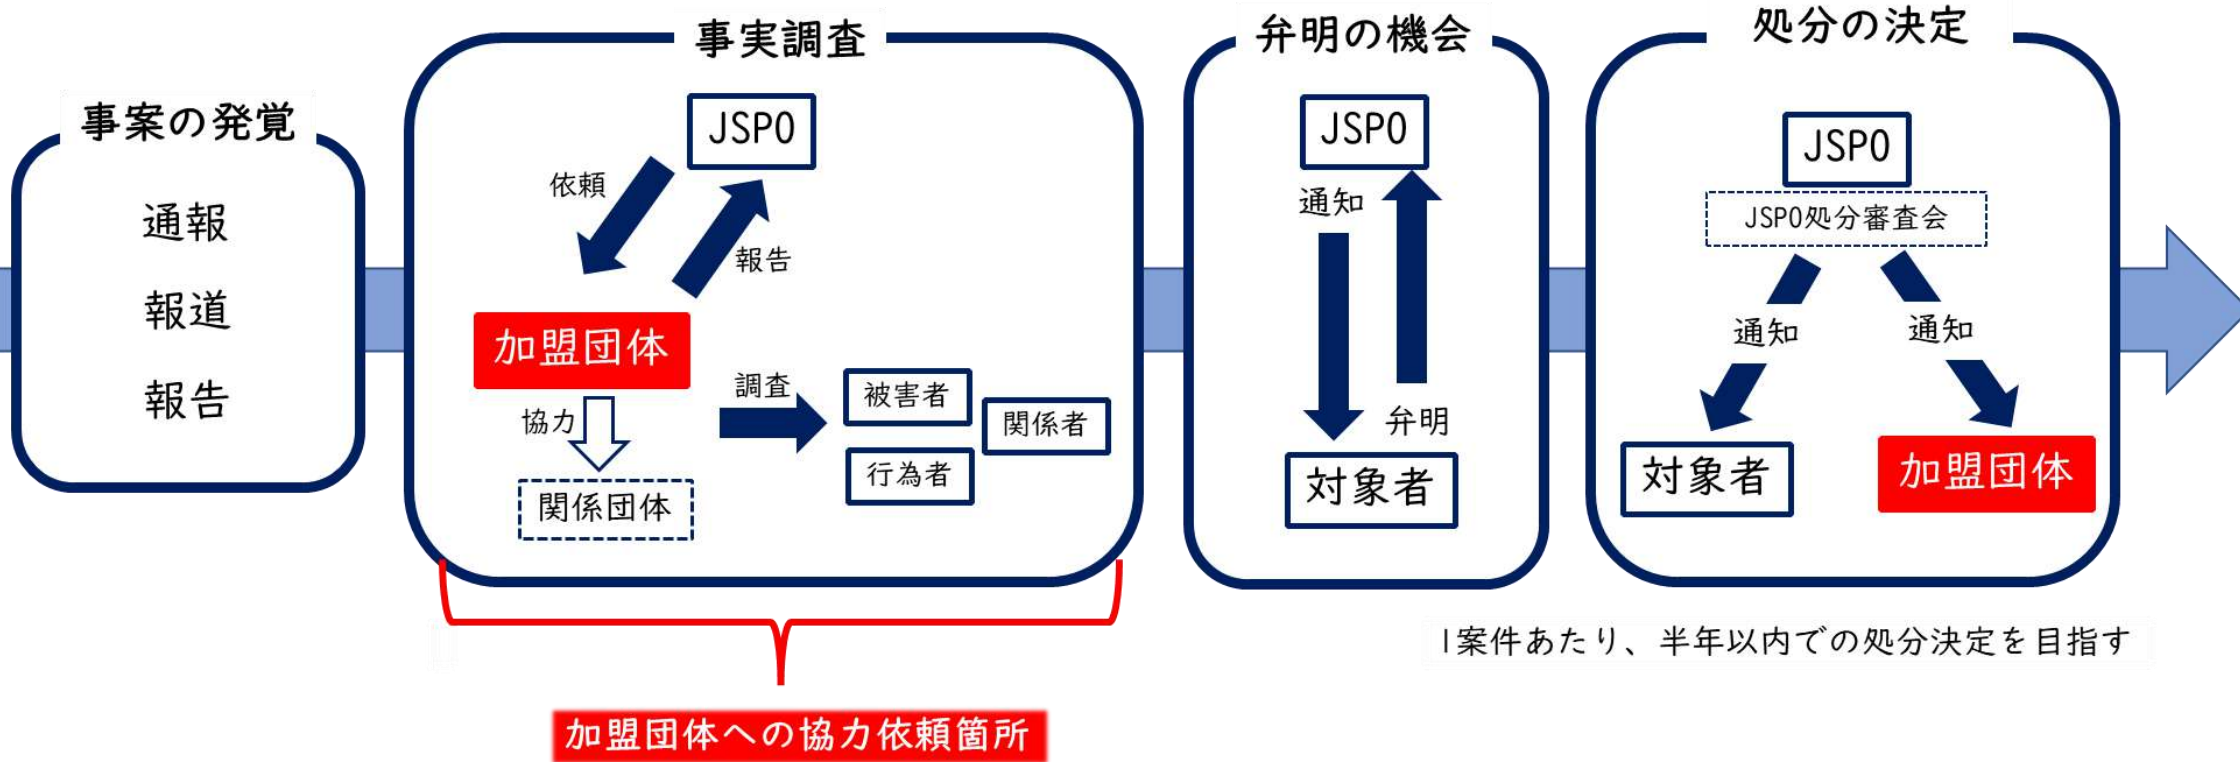 事案の発覚
通報
報道
報告
事実調査
JSPO
依頼
報告
加盟団体
協力
関係団体
調査
被害者
関係者
行為者
弁明の機会
JSPO
通知
弁明
対象者
処分の決定
JSPO
JSPO処分審査会
通知
通知
対象者
加盟団体
1案件あたり、半年以内での処分決定を目指す
加盟団体への協力依頼箇所